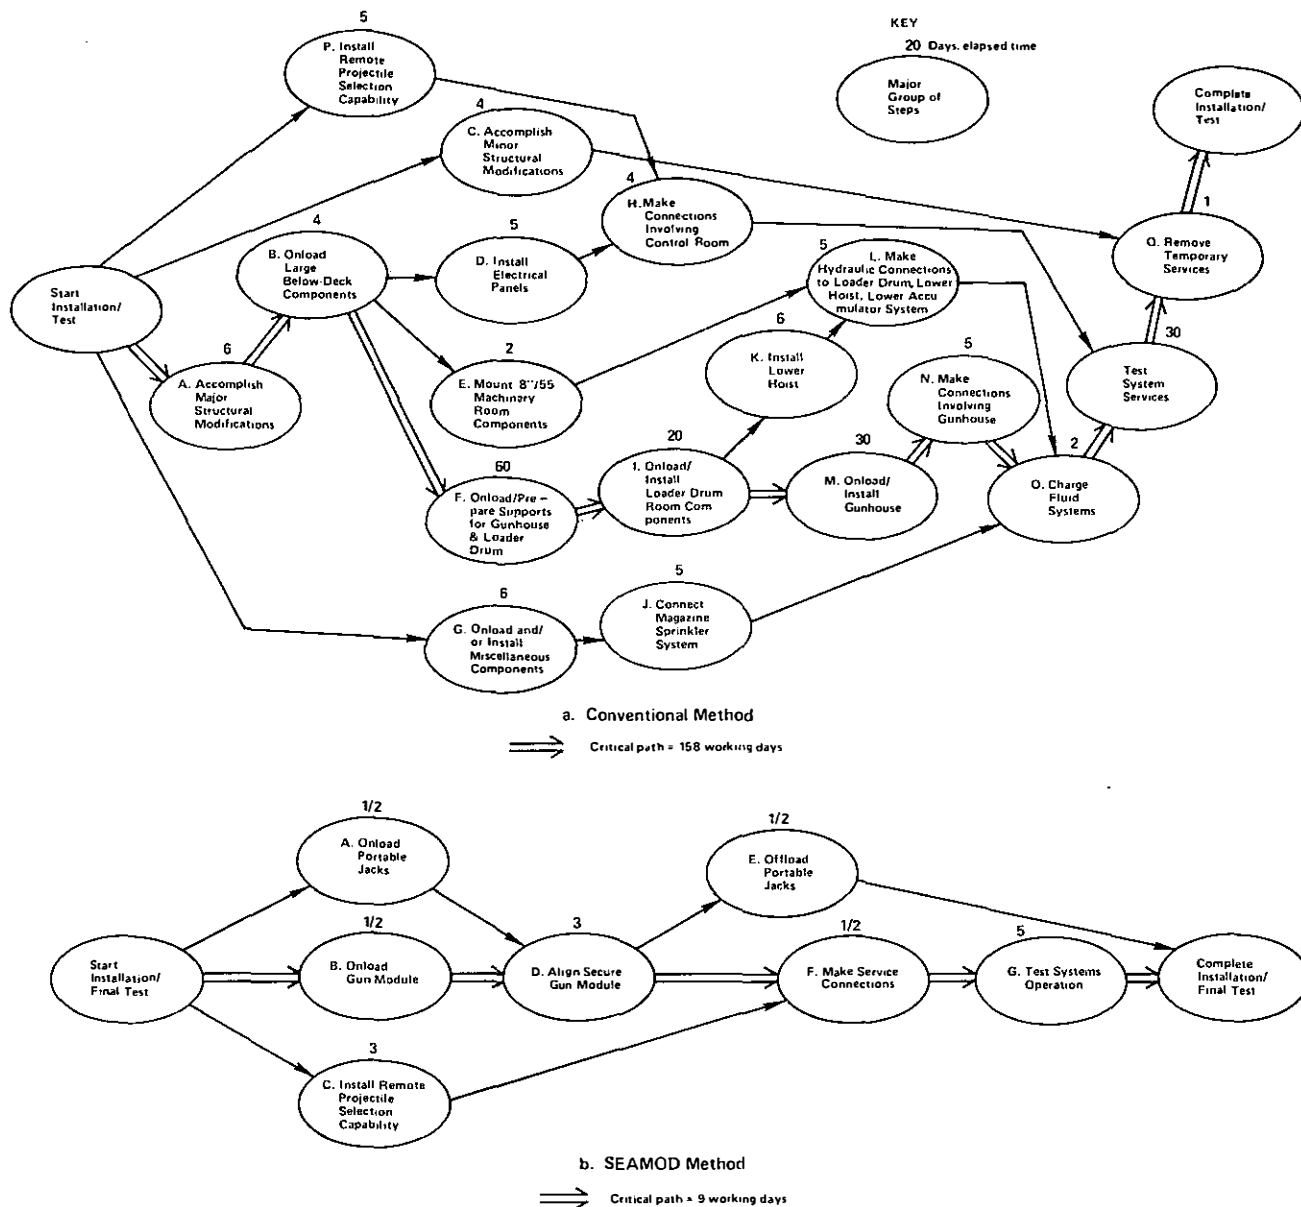 KEY
20 Days, elapsed time
Major
Group of
Steps
5
P. Install
Remote
Projectile
Selection
Capability
4
C. Accomplish
Minor
Structural
Modifications
Complete
Installation/
Test
4
B. Onload
Large
Below-Deck
Components
5
D. Install
Electrical
Panels
4
H. Make
Connections
Involving
Control Room
1
Q. Remove
Temporary
Services
Start
Installation/
Test
5
L. Make
Hydraulic Connections
to Loader Drum, Lower
Hoist, Lower Accu
mulator System
6
A. Accomplish
Major
Structural
Modifications
2
E. Mount 8"/55
Machinery
Room
Components
6
K. Install
Lower
Hoist
5
N. Make
Connections
Involving
Gunhouse
30
Test
System
Services
60
F. Onload/Pre-
pare Supports
for Gunhouse
& Loader
Drum
20
I. Onload/
Install
Loader Drum
Room Com
ponents
30
M. Onload/
Install
Gunhouse
2
O. Charge
Fluid
Systems
6
G. Onload and/
or Install
Miscellaneous
Components
5
J. Connect
Magazine
Sprinkler
System
a. Conventional Method
Critical path = 158 working days
1/2
A. Onload
Portable
Jacks
1/2
E. Offload
Portable
Jacks
Start
Installation/
Final Test
1/2
B. Onload
Gun Module
3
D. Align Secure
Gun Module
1/2
F. Make Service
Connections
5
G. Test Systems
Operation
Complete
Installation/
Final Test
3
C. Install Remote
Projectile
Selection
Capability
b. SEAMOD Method
Critical path = 9 working days